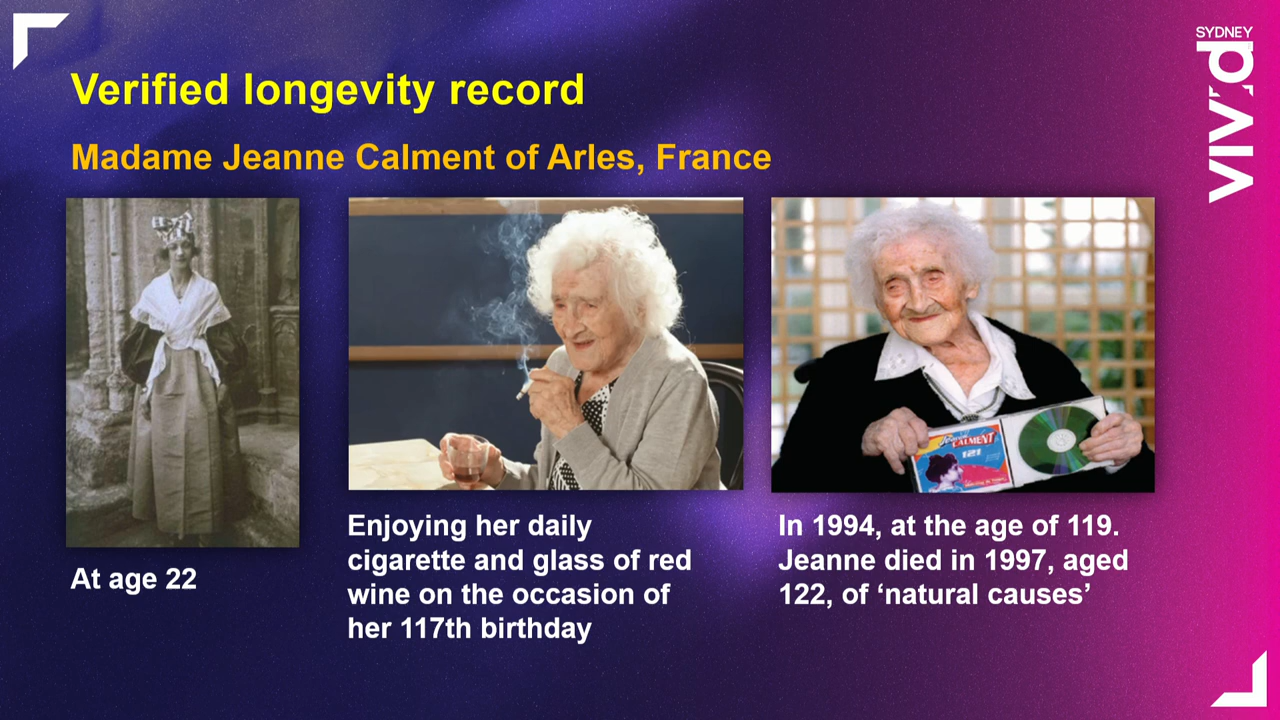 SYDNEY
VIVID
Verified longevity record
Madame Jeanne Calment of Arles, France
CALMENT
121
At age 22
Enjoying her daily
cigarette and glass of red
wine on the occasion of
her 117th birthday
In 1994, at the age of 119.
Jeanne died in 1997, aged
122, of ‘natural causes’